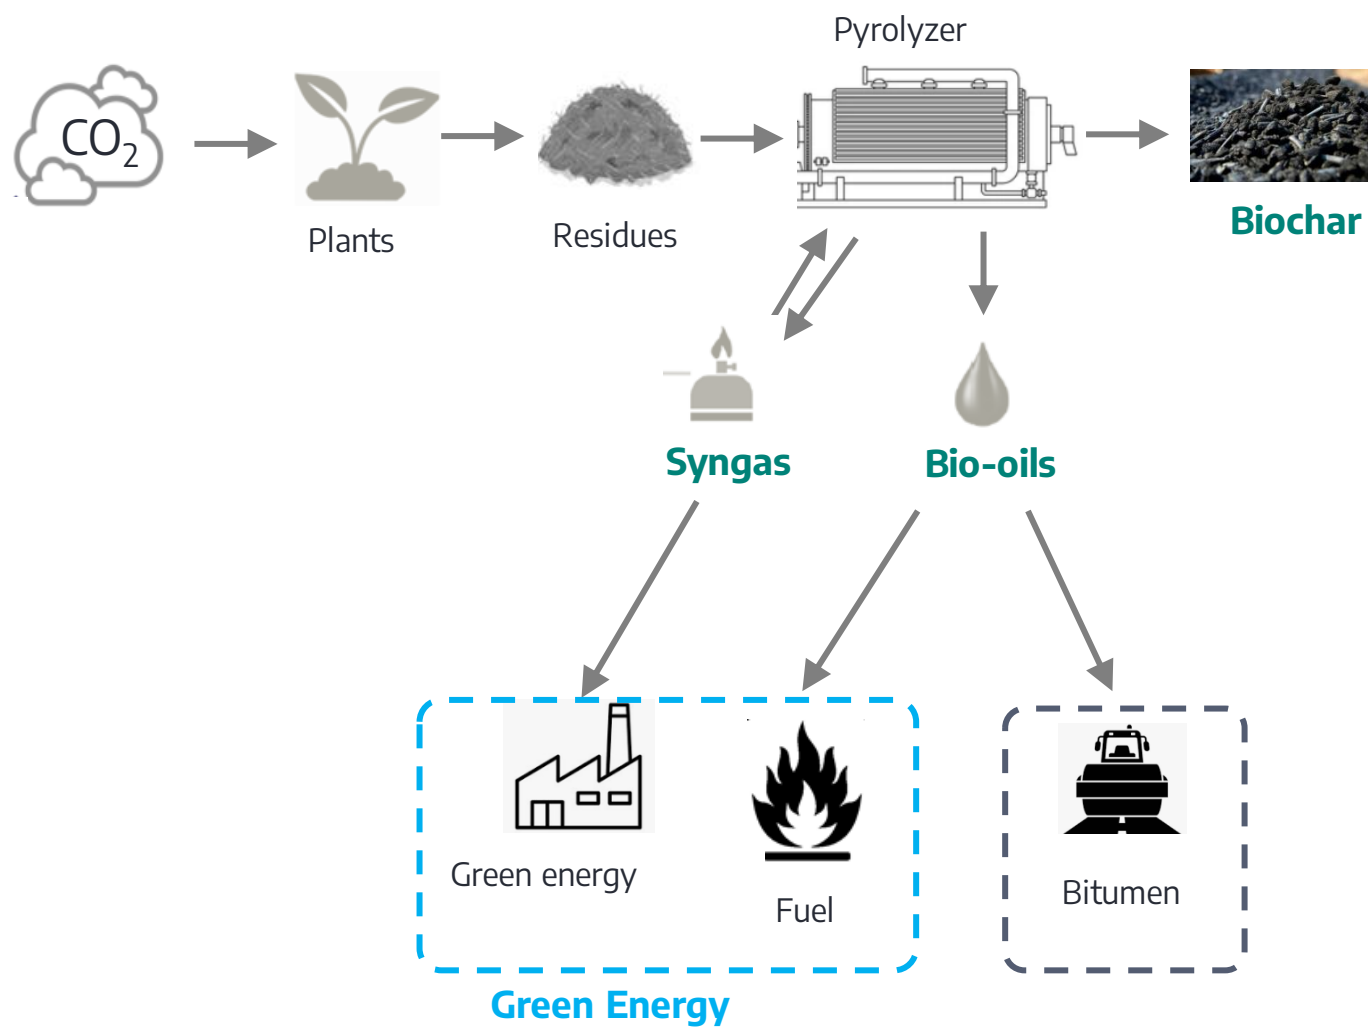 Pyrolyzer
CO₂
Plants
Residues
Biochar
Syngas
Bio-oils
Green energy
Fuel
Bitumen
Green Energy